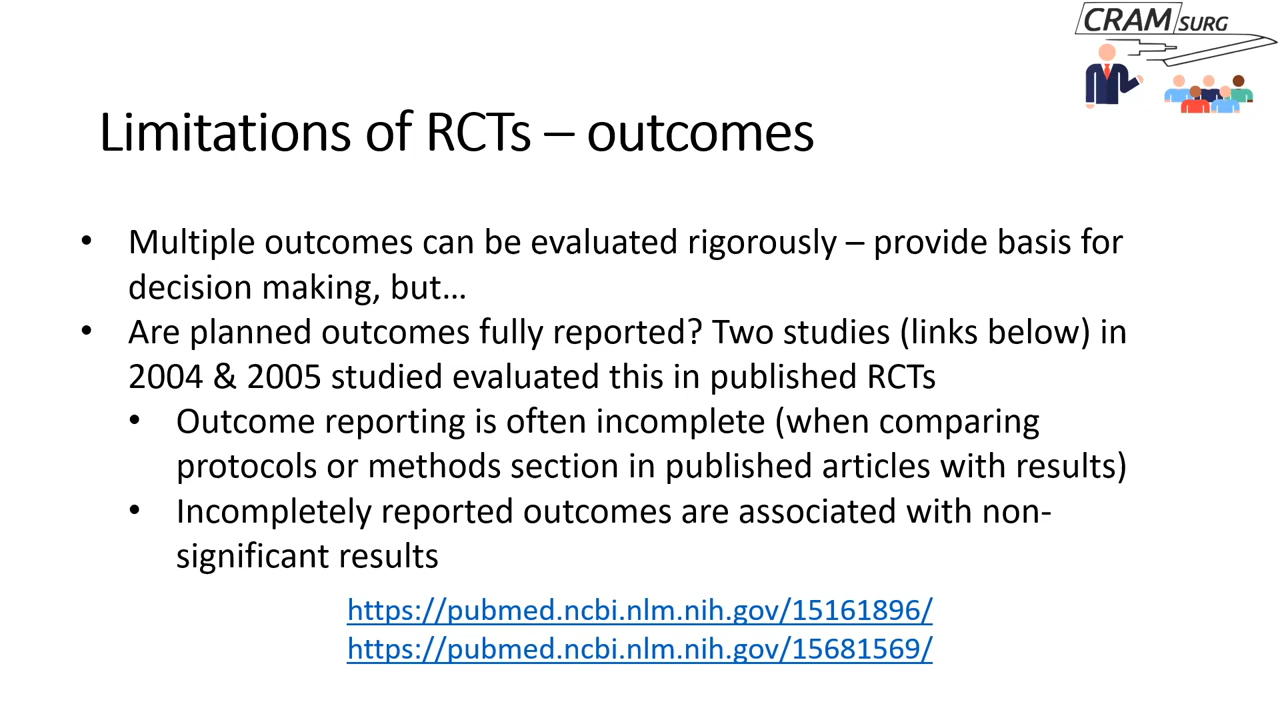 CRAM SURG
Limitations of RCTs – outcomes
• Multiple outcomes can be evaluated rigorously – provide basis for
decision making, but…
• Are planned outcomes fully reported? Two studies (links below) in
2004 & 2005 studied evaluated this in published RCTs
• Outcome reporting is often incomplete (when comparing
protocols or methods section in published articles with results)
• Incompletely reported outcomes are associated with non-
significant results
https://pubmed.ncbi.nlm.nih.gov/15161896/
https://pubmed.ncbi.nlm.nih.gov/15681569/